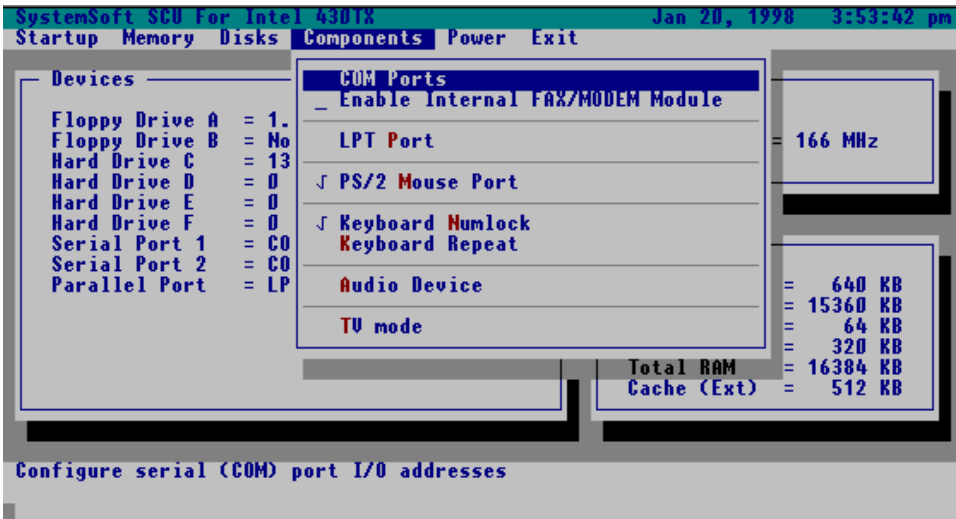 SystemSoft SCU For Intel 430TX Jan 20, 1998 3:53:42 pm
Startup Memory Disks Components Power Exit
Devices
Floppy Drive A = 1.
Floppy Drive B = No
Hard Drive C = 13
Hard Drive D = 0
Hard Drive E = 0
Hard Drive F = 0
Serial Port 1 = CO
Serial Port 2 = CO
Parallel Port = LP
COM Ports
_ Enable Internal FAX/MODEM Module
LPT Port
√ PS/2 Mouse Port
√ Keyboard Numlock
Keyboard Repeat
Audio Device
TV mode
= 166 MHz
= 640 KB
= 15360 KB
= 64 KB
= 320 KB
Total RAM = 16384 KB
Cache (Ext) = 512 KB
Configure serial (COM) port I/O addresses